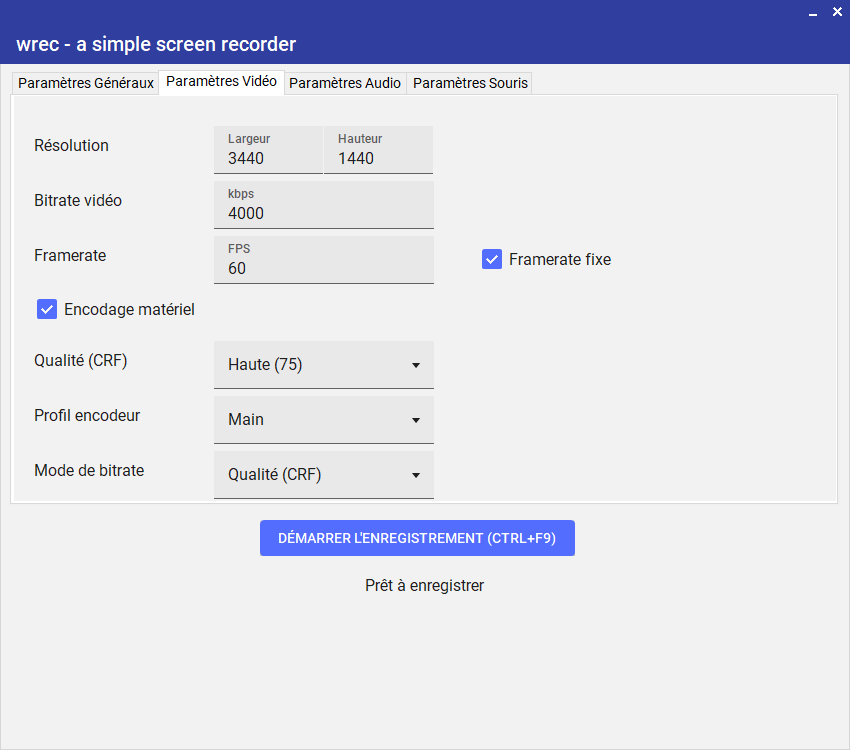 wrec - a simple screen recorder
Paramètres Généraux Paramètres Vidéo Paramètres Audio Paramètres Souris
Résolution Largeur 3440 Hauteur 1440
Bitrate vidéo kbps 4000
Framerate FPS 60 Framerate fixe
Encodage matériel
Qualité (CRF) Haute (75)
Profil encodeur Main
Mode de bitrate Qualité (CRF)
DÉMARRER L'ENREGISTREMENT (CTRL+F9)
Prêt à enregistrer